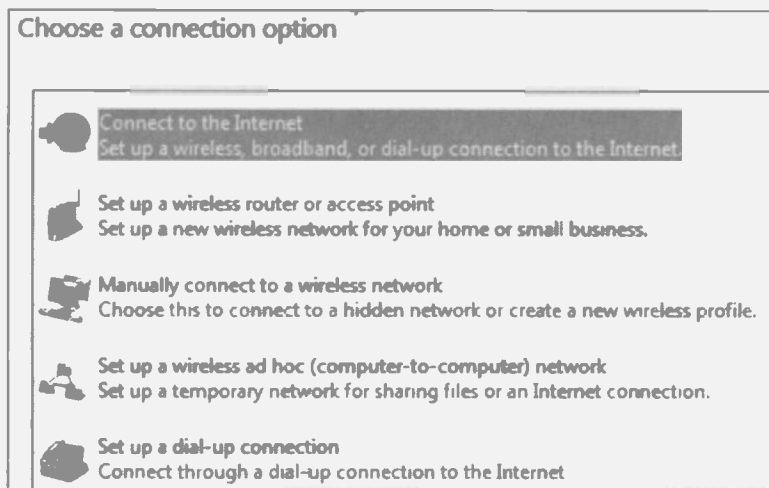 Choose a connection option
Connect to the Internet
Set up a wireless, broadband, or dial-up connection to the Internet.
Set up a wireless router or access point
Set up a new wireless network for your home or small business.
Manually connect to a wireless network
Choose this to connect to a hidden network or create a new wireless profile.
Set up a wireless ad hoc (computer-to-computer) network
Set up a temporary network for sharing files or an Internet connection.
Set up a dial-up connection
Connect through a dial-up connection to the Internet